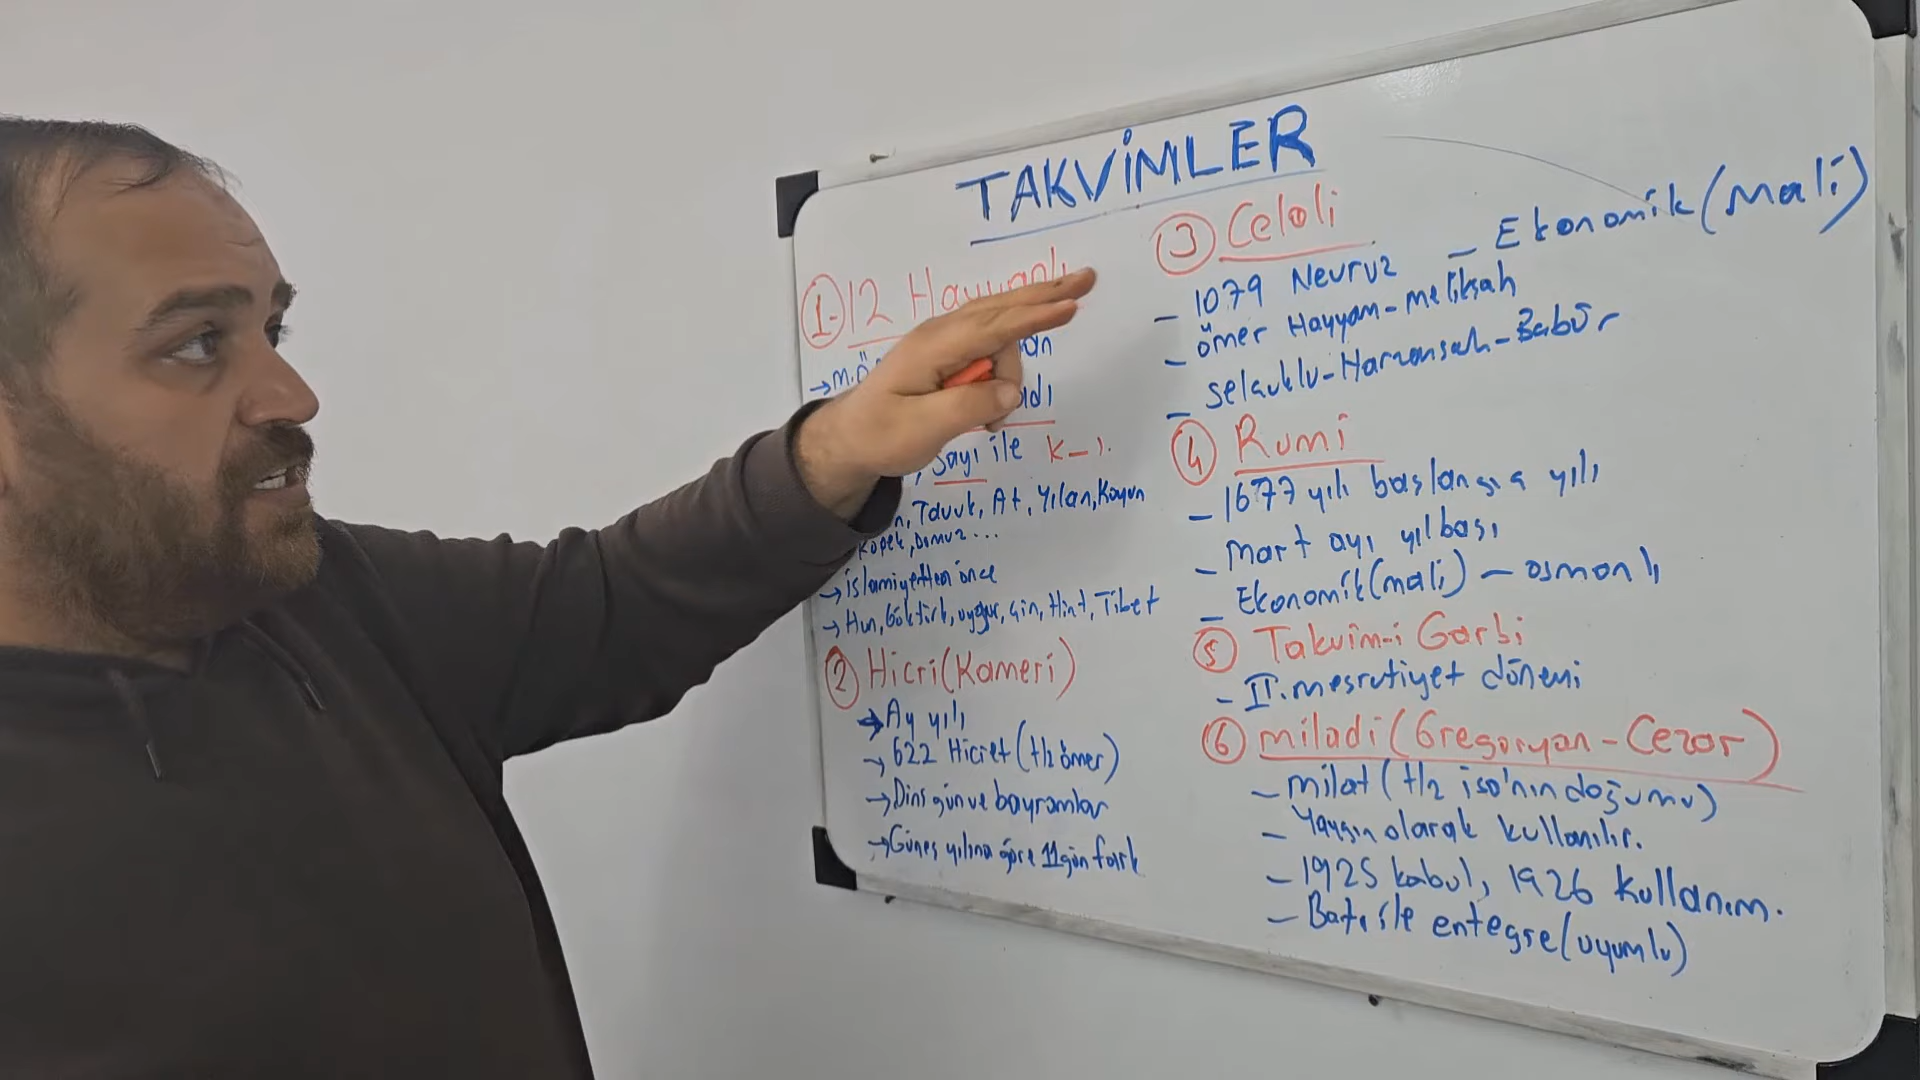 TAKVİMLER
1- 12 Hayvanlı
→ M.Ö
Sayı ile K-1.
Tavuk, At, Yılan, Koyun
Köpek, Domuz...
→ islamiyetten önce
→ Hun, Göktürk, uygur, Çin, Hint, Tibet
2 Hicri (Kameri)
→ Ay yılı
→ 622 Hicret (Hz ömer)
→ Dini gün ve bayramlar
→ Güneş yılına göre 11 gün fark
3 Celali
- 1079 Nevruz - Ekonomik (Mali)
- ömer Hayyam - melikşah
- Selçuklu - Harzemşah - Babür
4 Rumi
- 1677 yılı başlangıç yılı
- Mart ayı yılbaşı
- Ekonomik (mali) - osmanlı
5 Takvim-i Garbi
- II. meşrutiyet dönemi
6 miladi (Gregoryan - Cezar)
- milat (Hz isa'nın doğumu)
- Yaygın olarak kullanılır.
- 1925 kabul, 1926 kullanım.
- Batı ile entegre (uyumlu)